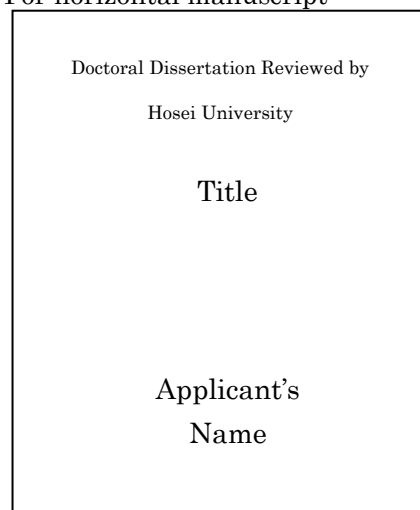 For horizontal manuscript
Doctoral Dissertation Reviewed by
Hosei University
Title
Applicant's
Name